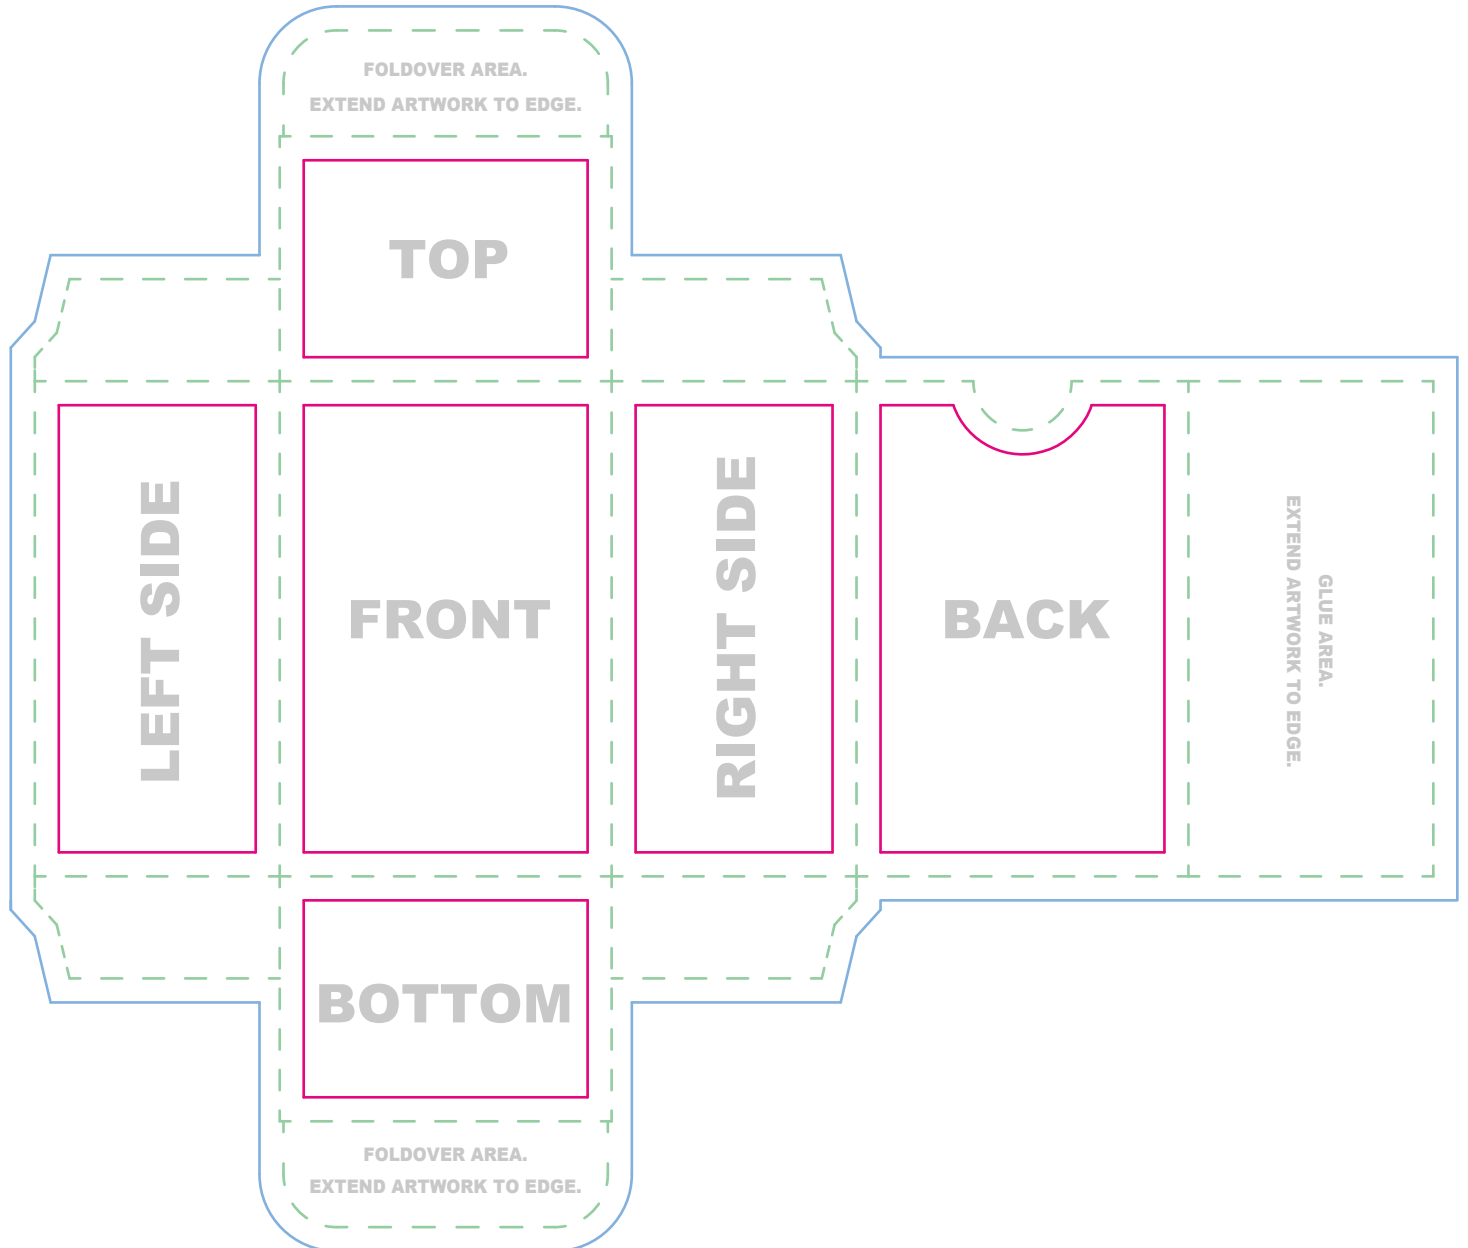 FOLDOVER AREA.
EXTEND ARTWORK TO EDGE.
TOP
LEFT SIDE
FRONT
RIGHT SIDE
BACK
GLUE AREA.
EXTEND ARTWORK TO EDGE.
BOTTOM
FOLDOVER AREA.
EXTEND ARTWORK TO EDGE.